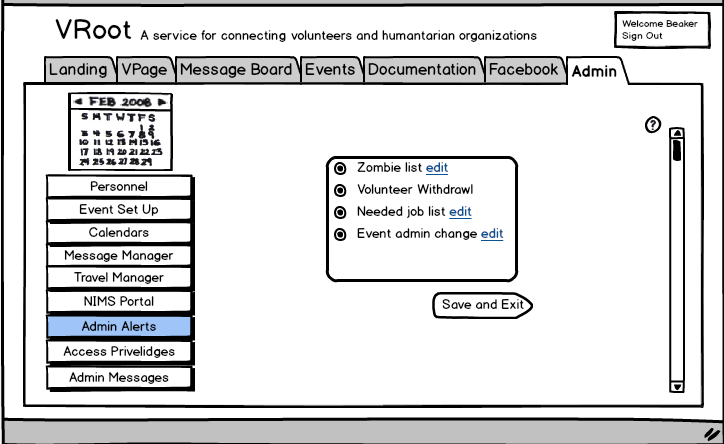 VRoot A service for connecting volunteers and humantarian organizations
Welcome Beaker
Sign Out
Landing VPage Message Board Events Documentation Facebook Admin
FEB 2008
S M T W T F S
1 2
3 4 5 6 7 8 9
10 11 12 13 14 15 16
17 18 19 20 21 22 23
24 25 26 27 28 29
?
Personnel
Event Set Up
Calendars
Message Manager
Travel Manager
NIMS Portal
Admin Alerts
Access Privelidges
Admin Messages
Zombie list edit
Volunteer Withdrawl
Needed job list edit
Event admin change edit
Save and Exit